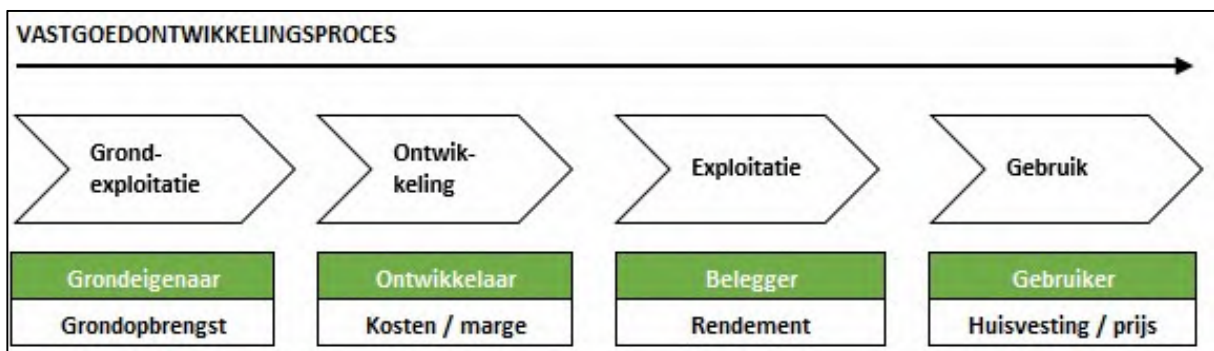 VASTGOEDONTWIKKELINGSPROCES
Grond-
exploitatie
Ontwik-
keling
Exploitatie
Gebruik
Grondeigenaar
Ontwikkelaar
Belegger
Gebruiker
Grondopbrengst
Kosten / marge
Rendement
Huisvesting / prijs